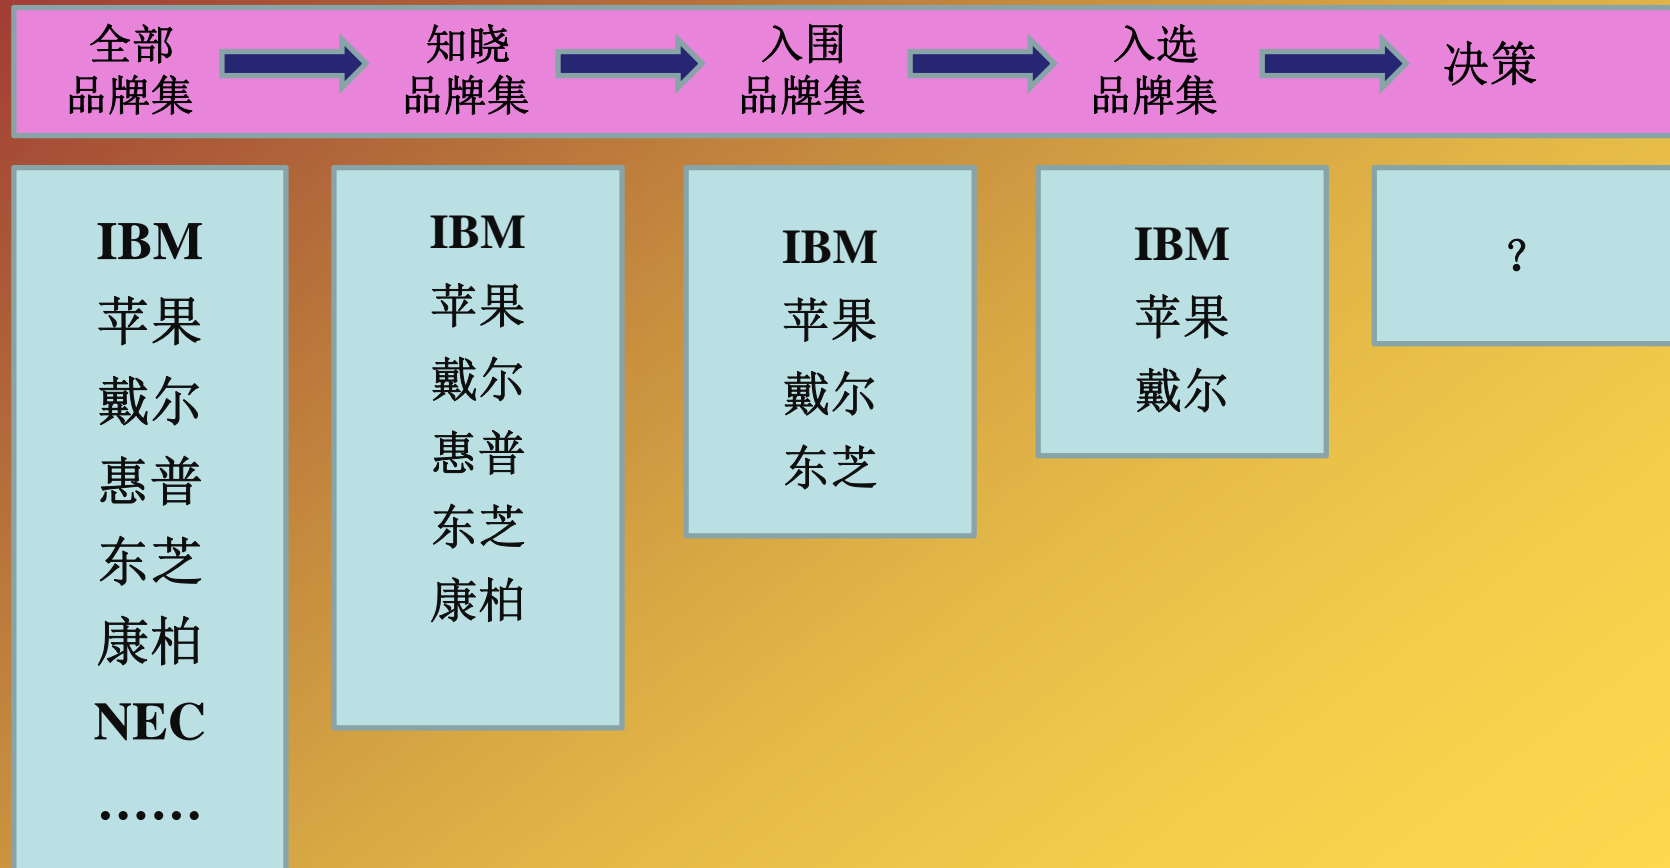 全部
品牌集
知晓
品牌集
入围
品牌集
入选
品牌集
决策
IBM
苹果
戴尔
惠普
东芝
康柏
NEC
……
IBM
苹果
戴尔
惠普
东芝
康柏
IBM
苹果
戴尔
东芝
IBM
苹果
戴尔
？